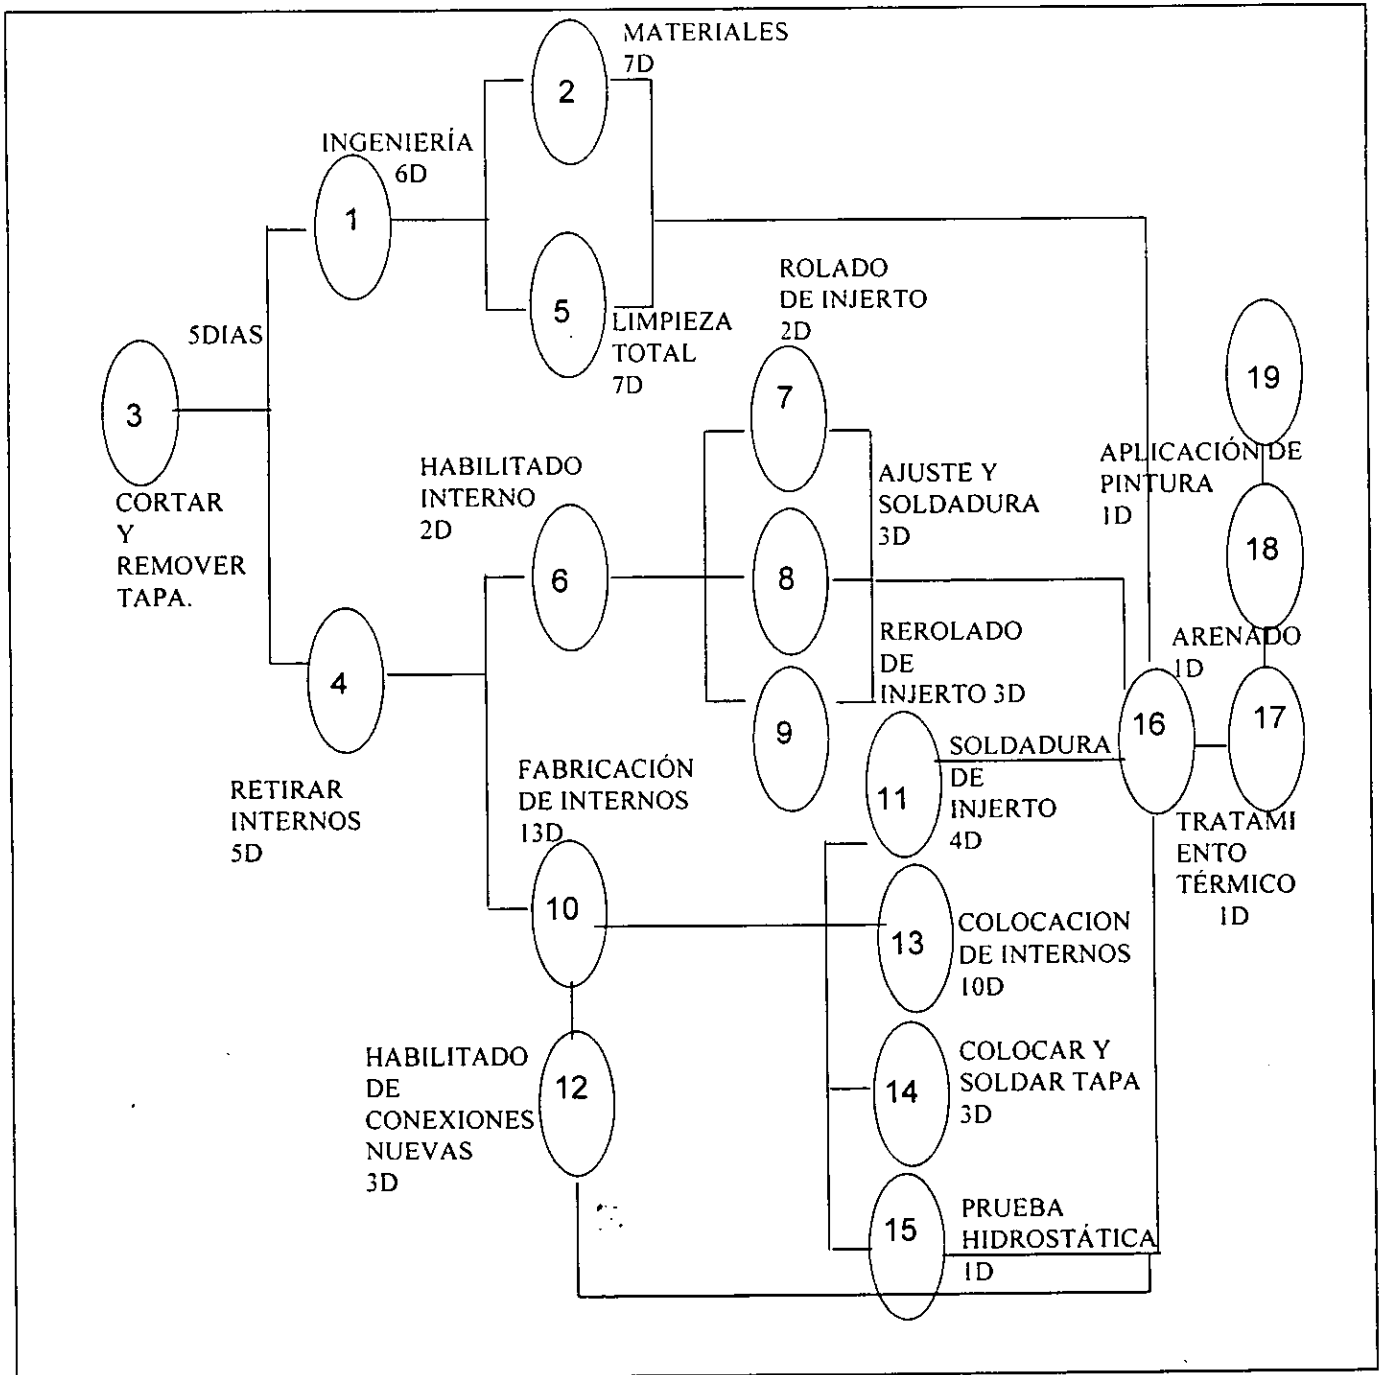 MATERIALES
7D
2
INGENIERÍA
6D
1
5DIAS
5
LIMPIEZA
TOTAL
7D
ROLADO
DE INJERTO
2D
7
19
3
CORTAR
Y
REMOVER
TAPA.
HABILITADO
INTERNO
2D
6
AJUSTE Y
SOLDADURA
3D
8
APLICACIÓN DE
PINTURA
1D
18
4
RETIRAR
INTERNOS
5D
REROLADO
DE
INJERTO 3D
9
ARENADO
1D
16
17
FABRICACIÓN
DE INTERNOS
13D
10
11
SOLDADURA
DE
INJERTO
4D
TRATAMI
ENTO
TÉRMICO
1D
13
COLOCACION
DE INTERNOS
10D
HABILITADO
DE
CONEXIONES
NUEVAS
3D
12
14
COLOCAR Y
SOLDAR TAPA
3D
15
PRUEBA
HIDROSTÁTICA
1D